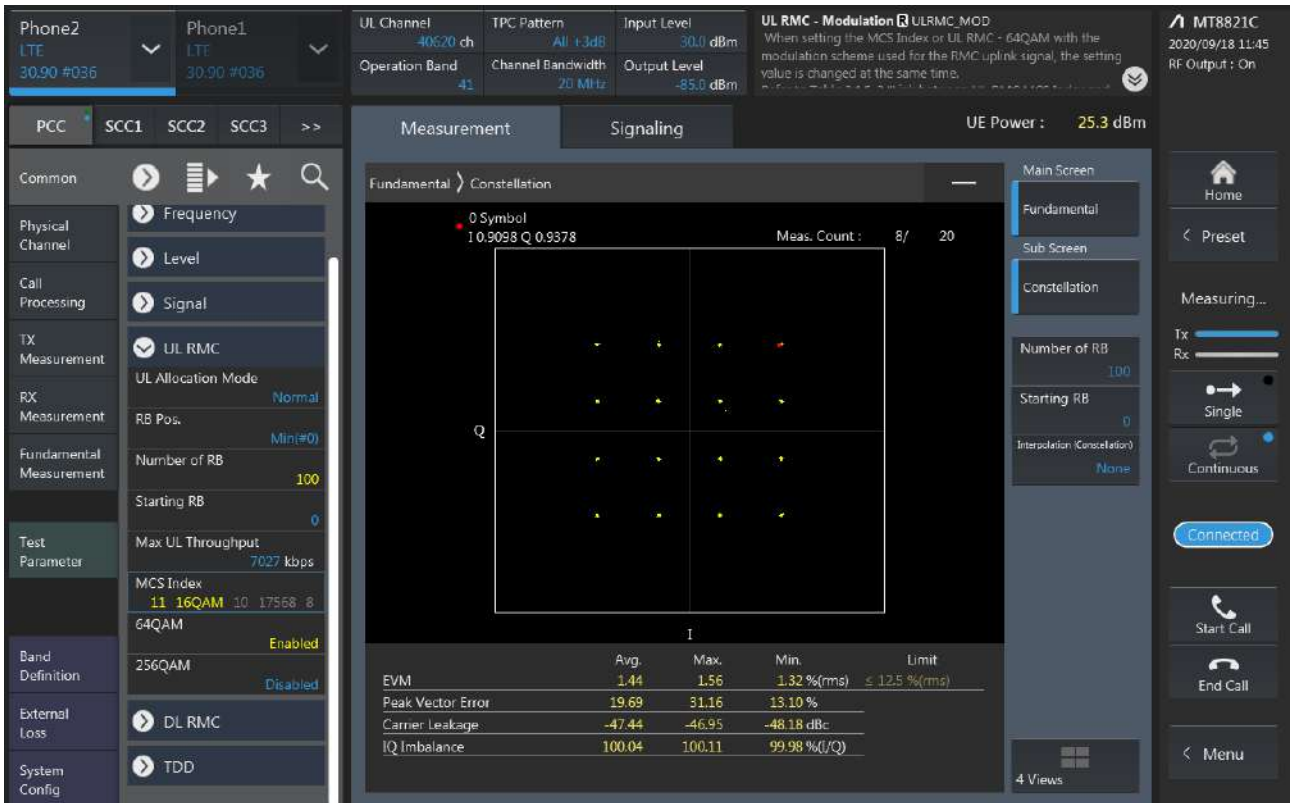 Phone2
LTE
30.90 #036
Phone1
LTE
30.90 #036
UL Channel
40620 ch
TPC Pattern
All +3dB
Input Level
30.0 dBm
Operation Band
41
Channel Bandwidth
20 MHz
Output Level
-85.0 dBm
UL RMC - Modulation R ULRMC_MOD
When setting the MCS Index or UL RMC - 64QAM with the
modulation scheme used for the RMC uplink signal, the setting
value is changed at the same time.
MT8821C
2020/09/18 11:45
RF Output : On
PCC SCC1 SCC2 SCC3 >>
Measurement
Signaling
UE Power : 25.3 dBm
Common
Physical
Channel
Call
Processing
TX
Measurement
RX
Measurement
Fundamental
Measurement
Test
Parameter
Band
Definition
External
Loss
System
Config
Frequency
Level
Signal
UL RMC
UL Allocation Mode
Normal
RB Pos.
Min(#0)
Number of RB
100
Starting RB
0
Max UL Throughput
7027 kbps
MCS Index
11 16QAM 10 17568 8
64QAM
Enabled
256QAM
Disabled
DL RMC
TDD
Fundamental Constellation
0 Symbol
I 0.9098 Q 0.9378
Meas. Count : 8/ 20
Q
I
Avg. Max. Min. Limit
EVM 1.44 1.56 1.32 %(rms) ≤ 12.5 %(rms)
Peak Vector Error 19.69 31.16 13.10 %
Carrier Leakage -47.44 -46.95 -48.18 dBc
IQ Imbalance 100.04 100.11 99.98 %(I/Q)
Main Screen
Fundamental
Sub Screen
Constellation
Number of RB
100
Starting RB
0
Interpolation (Constellation)
None
4 Views
Home
< Preset
Measuring...
Tx
Rx
Single
Continuous
Connected
Start Call
End Call
< Menu